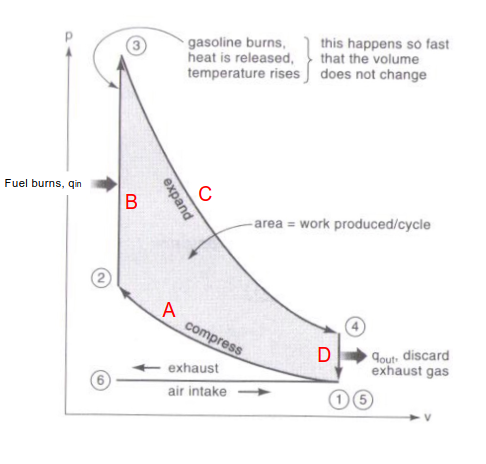 p
3
gasoline burns,
heat is released,
temperature rises
this happens so fast
that the volume
does not change
Fuel burns, qin
B
expand
C
area = work produced/cycle
2
A
compress
4
D
qout, discard
exhaust gas
6
exhaust
air intake
1 5
v